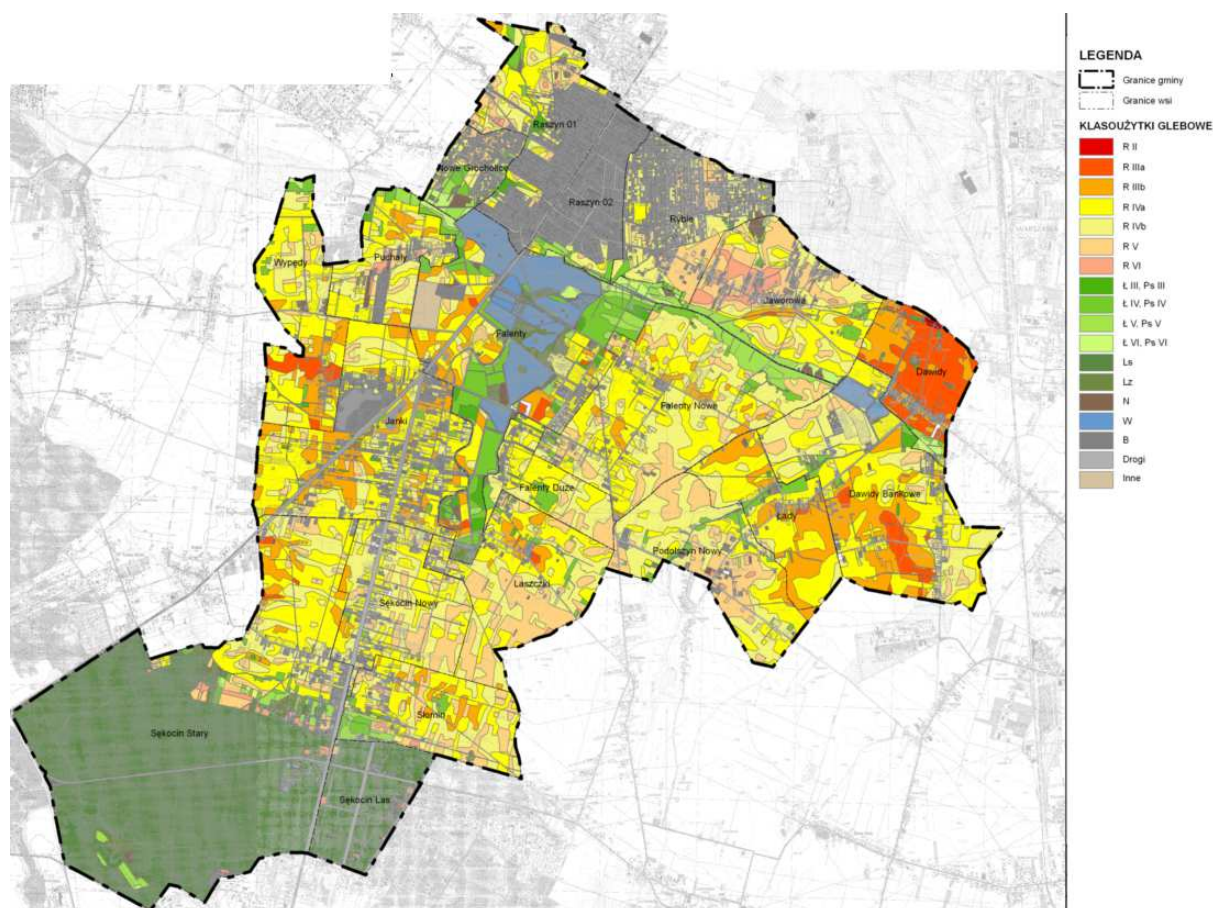 LEGENDA
Granice gminy
Granice wsi
KLASOUŻYTKI GLEBOWE
R II
R IIIa
R IIIb
R IVa
R IVb
R V
R VI
Ł III, Ps III
Ł IV, Ps IV
Ł V, Ps V
Ł VI, Ps VI
Ls
Lz
N
W
B
Drogi
Inne
Raszyn 01
Nowe Grocholice
Raszyn 02
Rybie
Wypędy
Puchały
Jaworowa
Falenty
Dawidy
Falenty Nowe
Janki
Falenty Duże
Dawidy Bankowe
Łady
Podolszyn Nowy
Laszczki
Sękocin Nowy
Słomin
Sękocin Stary
Sękocin Las